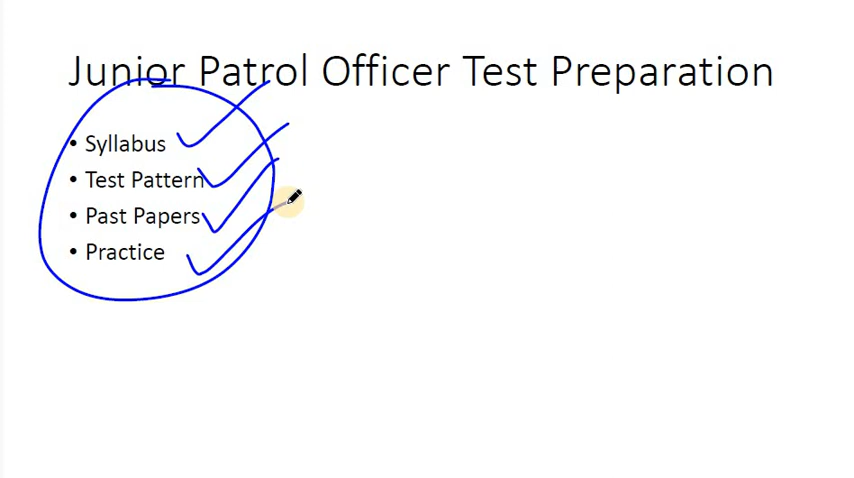 Junior Patrol Officer Test Preparation
• Syllabus
• Test Pattern
• Past Papers
• Practice